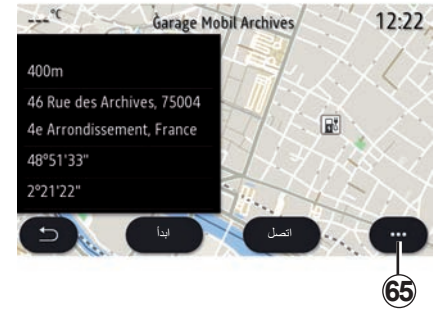 ---°C
Garage Mobil Archives
12:22
400m
46 Rue des Archives, 75004
4e Arrondissement, France
48°51'33"
2°21'22"
ابدأ
اتصل
...
65